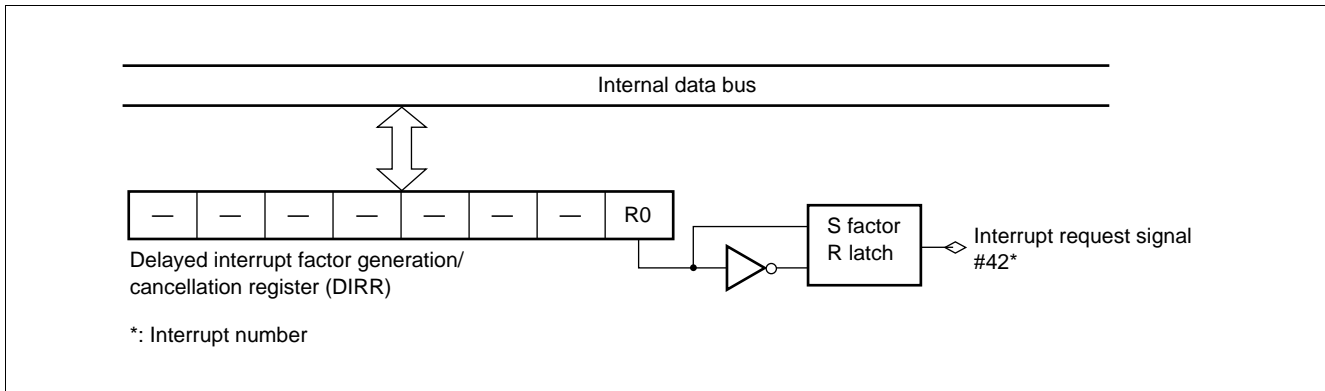 Internal data bus
— — — — — — — R0
Delayed interrupt factor generation/
cancellation register (DIRR)
S factor
R latch
Interrupt request signal
#42*
*: Interrupt number